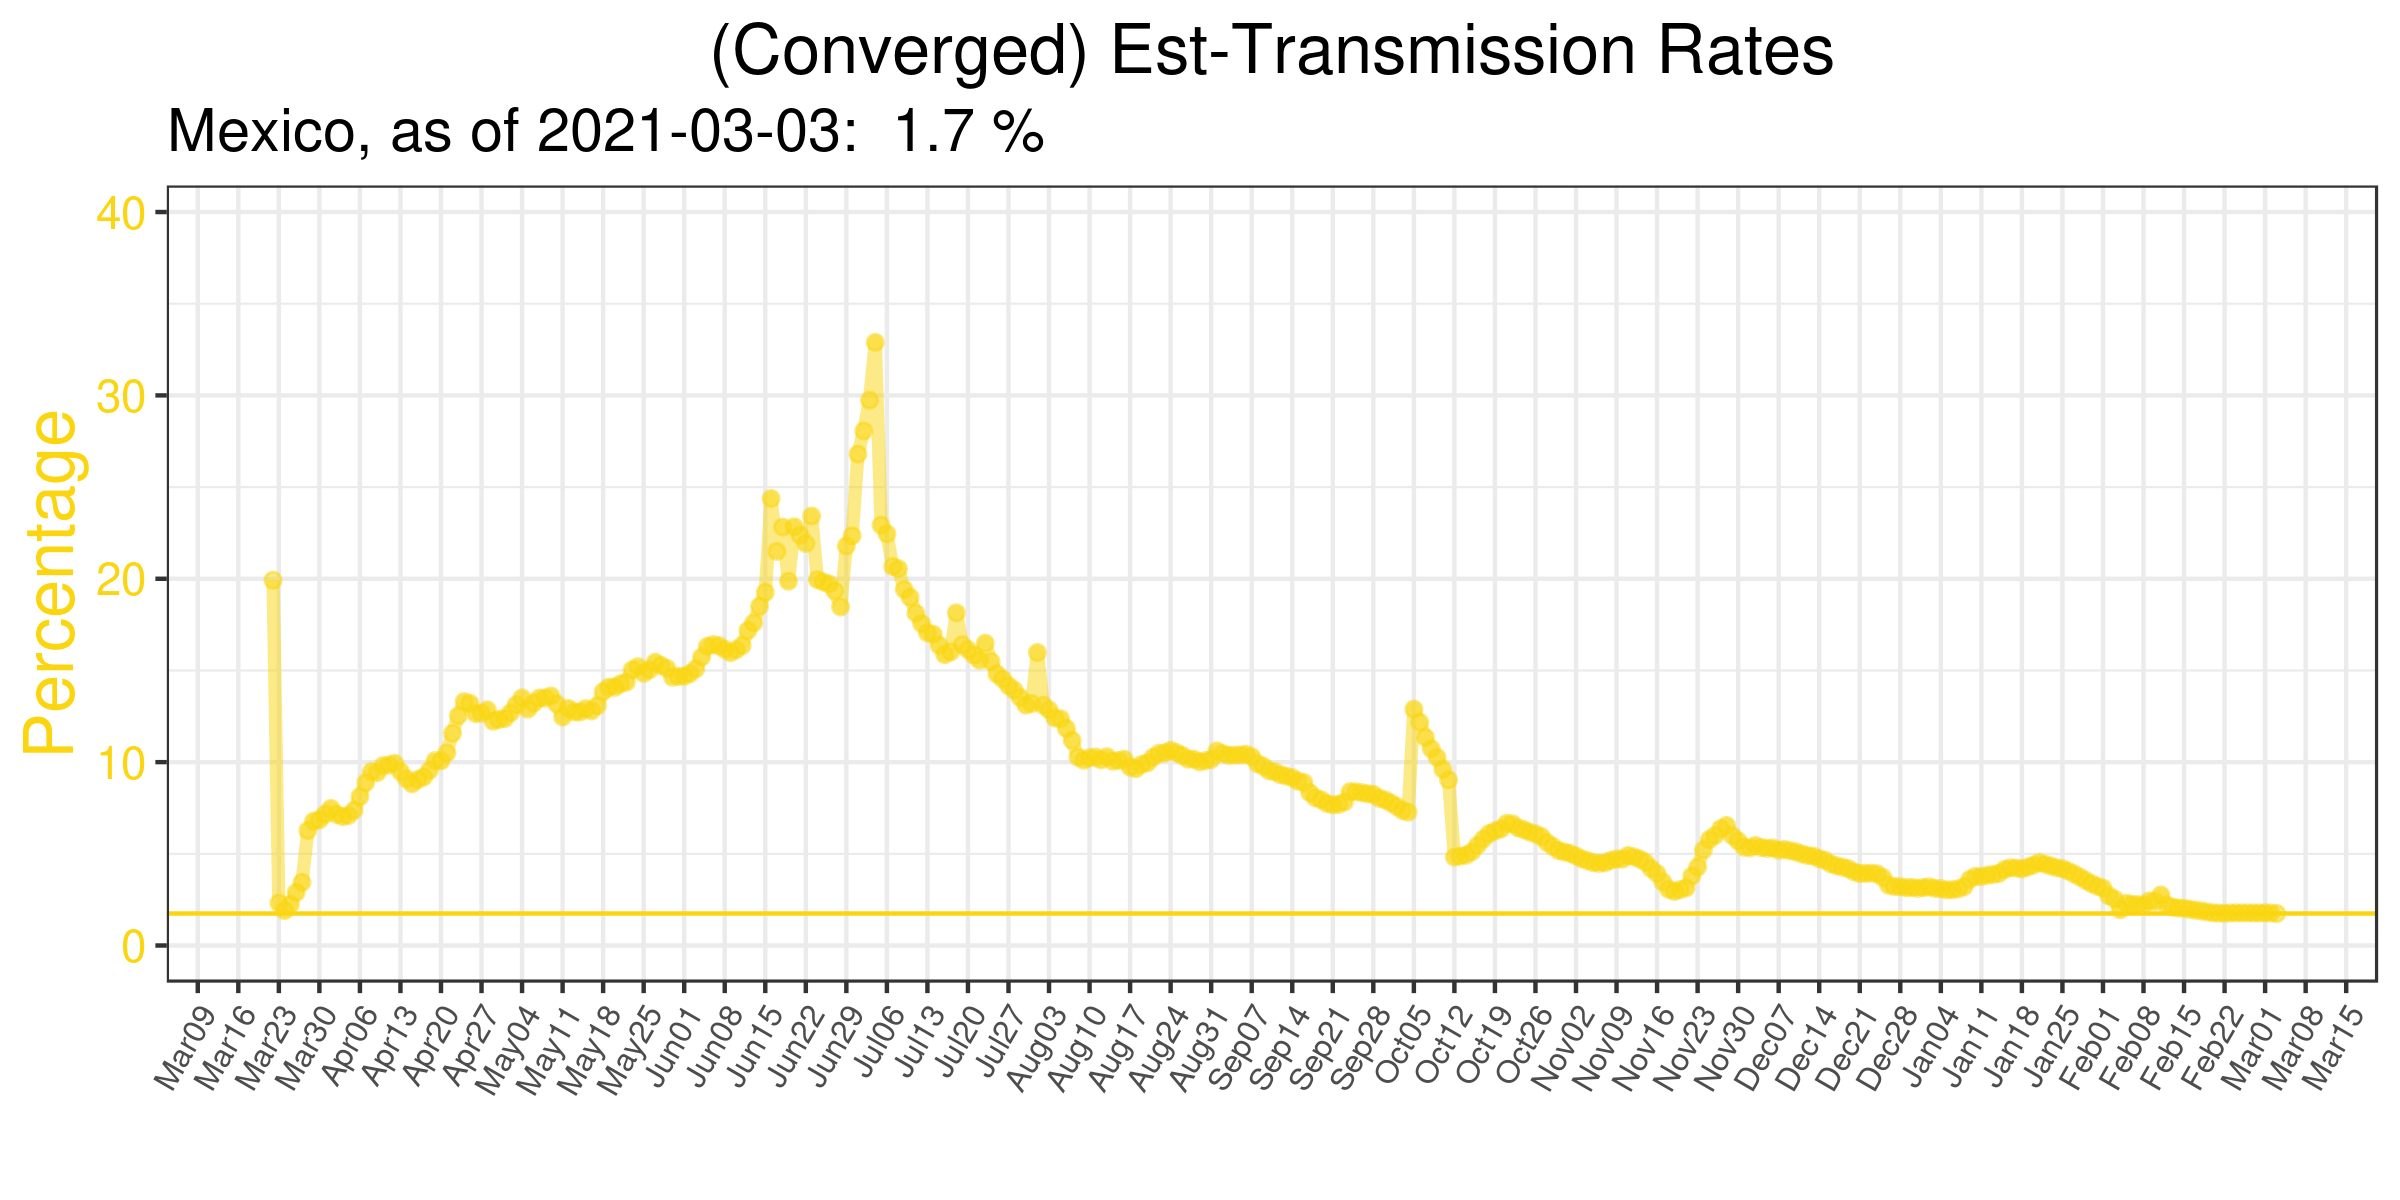 (Converged) Est-Transmission Rates
Mexico, as of 2021-03-03:  1.7 %
Percentage
40
30
20
10
0
Mar09
Mar16
Mar23
Mar30
Apr06
Apr13
Apr20
Apr27
May04
May11
May18
May25
Jun01
Jun08
Jun15
Jun22
Jun29
Jul06
Jul13
Jul20
Jul27
Aug03
Aug10
Aug17
Aug24
Aug31
Sep07
Sep14
Sep21
Sep28
Oct05
Oct12
Oct19
Oct26
Nov02
Nov09
Nov16
Nov23
Nov30
Dec07
Dec14
Dec21
Dec28
Jan04
Jan11
Jan18
Jan25
Feb01
Feb08
Feb15
Feb22
Mar01
Mar08
Mar15